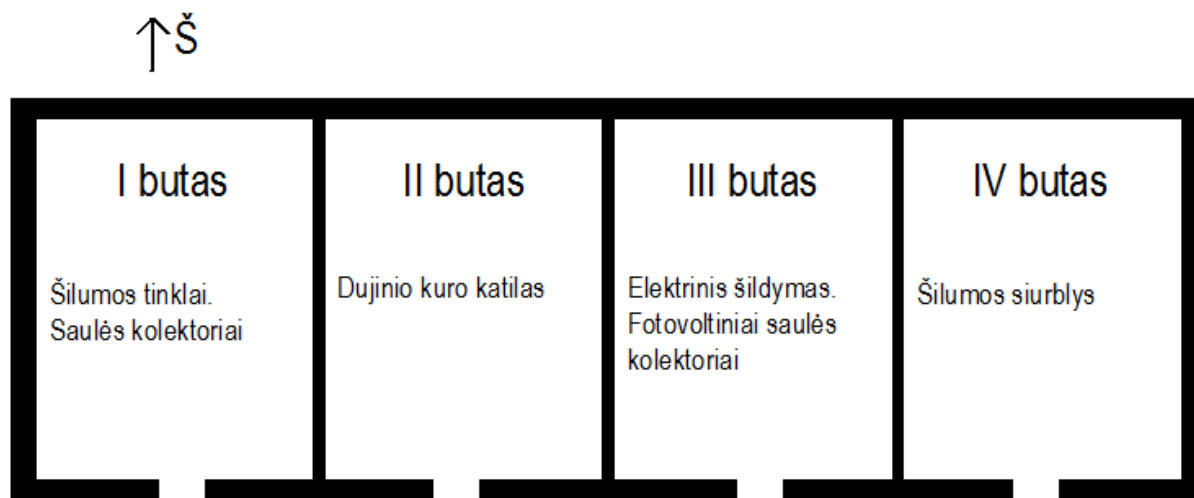 Š
I butas
II butas
III butas
IV butas
Šilumos tinklai.
Saulės kolektoriai
Dujinio kuro katilas
Elektrinis šildymas.
Fotovoltiniai saulės
kolektoriai
Šilumos siurblys